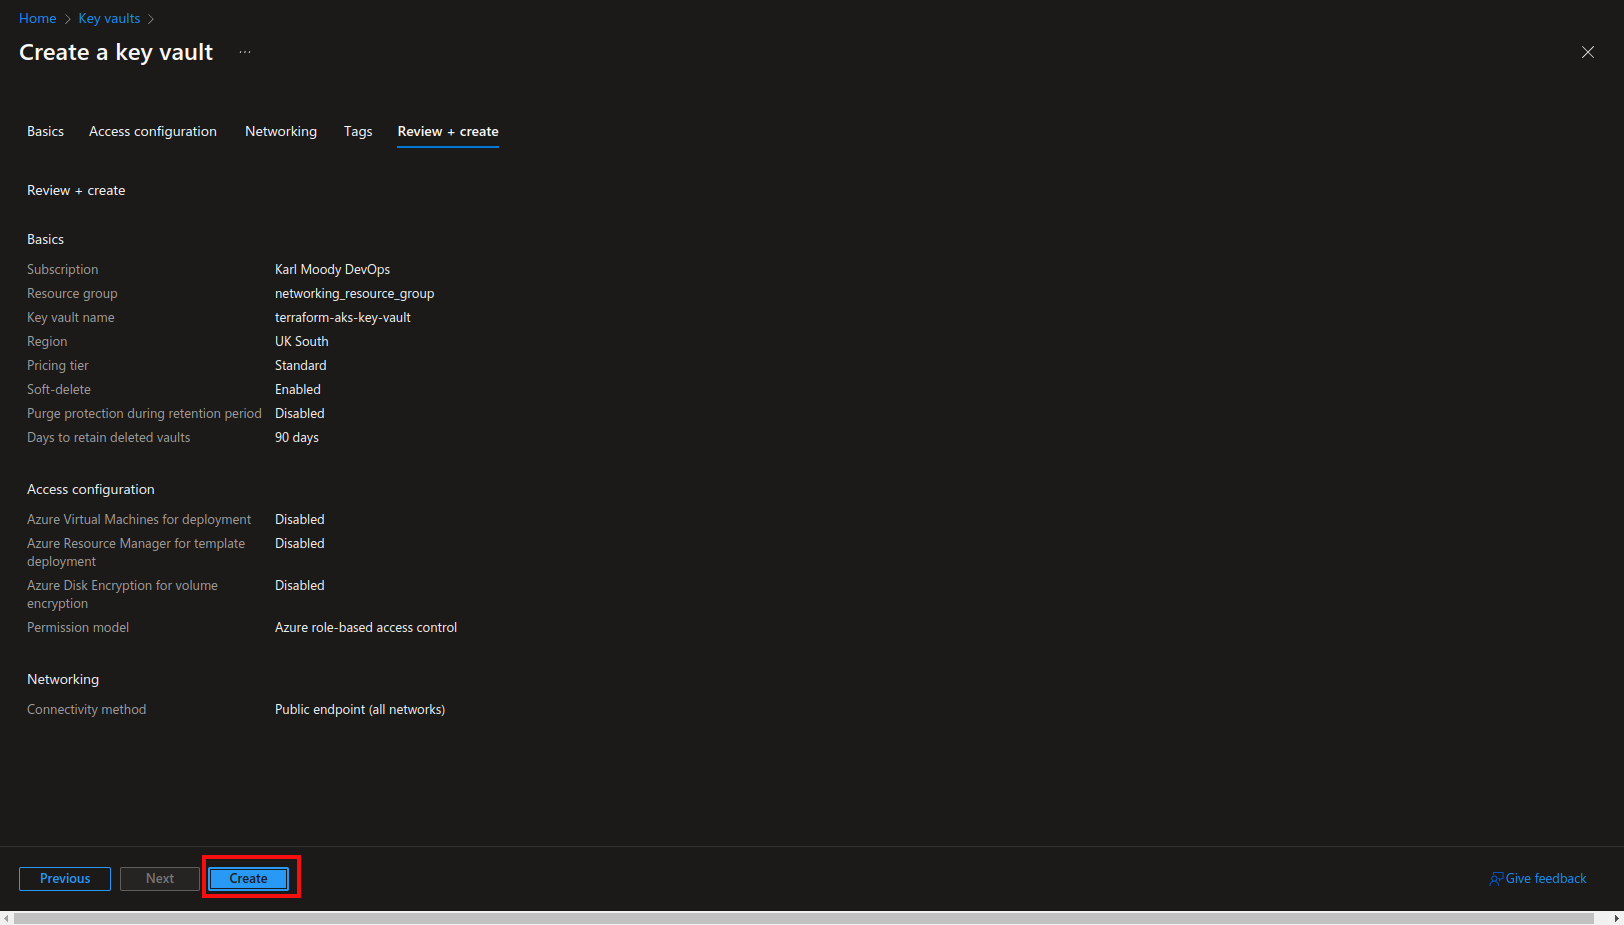 Home > Key vaults >
Create a key vault ...
Basics Access configuration Networking Tags Review + create
Review + create
Basics
Subscription Karl Moody DevOps
Resource group networking_resource_group
Key vault name terraform-aks-key-vault
Region UK South
Pricing tier Standard
Soft-delete Enabled
Purge protection during retention period Disabled
Days to retain deleted vaults 90 days
Access configuration
Azure Virtual Machines for deployment Disabled
Azure Resource Manager for template Disabled
deployment
Azure Disk Encryption for volume Disabled
encryption
Permission model Azure role-based access control
Networking
Connectivity method Public endpoint (all networks)
Previous Next Create Give feedback